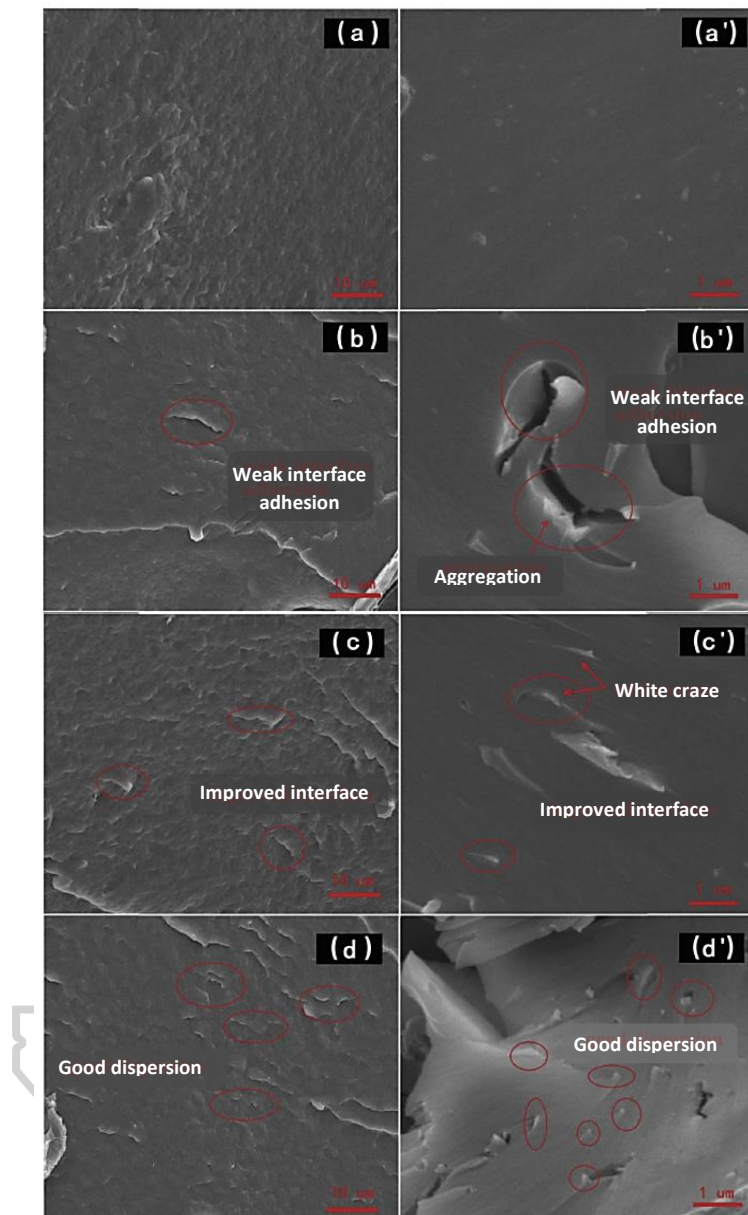 (a)
(a')
10 um
1 um
(b)
(b')
Weak interface
adhesion
Weak interface
adhesion
Aggregation
10 um
1 um
(c)
(c')
White craze
Improved interface
Improved interface
10 um
1 um
(d)
(d')
Good dispersion
Good dispersion
10 um
1 um